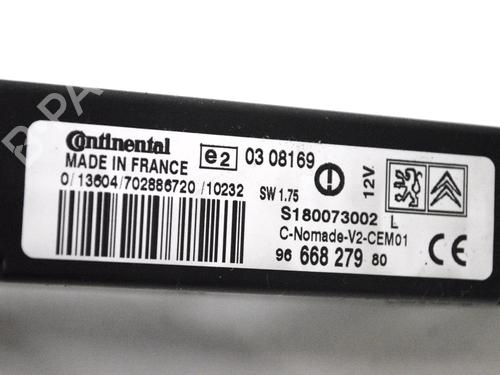 Continental
MADE IN FRANCE
e2 03 08169
0/13604/702886720/10232
SW 1.75
12V
S180073002 L
C-Nomade-V2-CEM01
96 668 279 80
CE
B PA